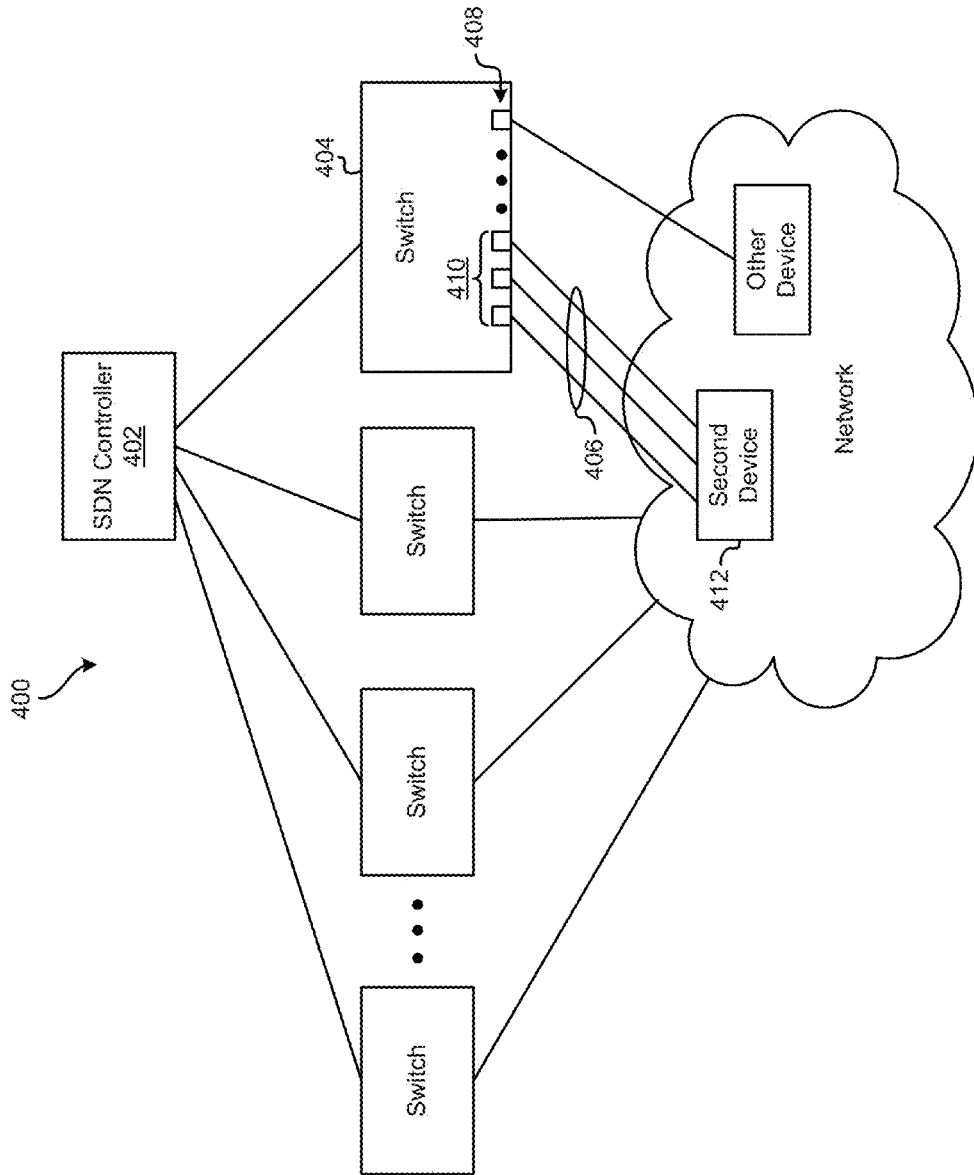 400
SDN Controller
402
Switch
Switch
Switch
Switch
404
408
410
406
Second
Device
412
Other
Device
Network